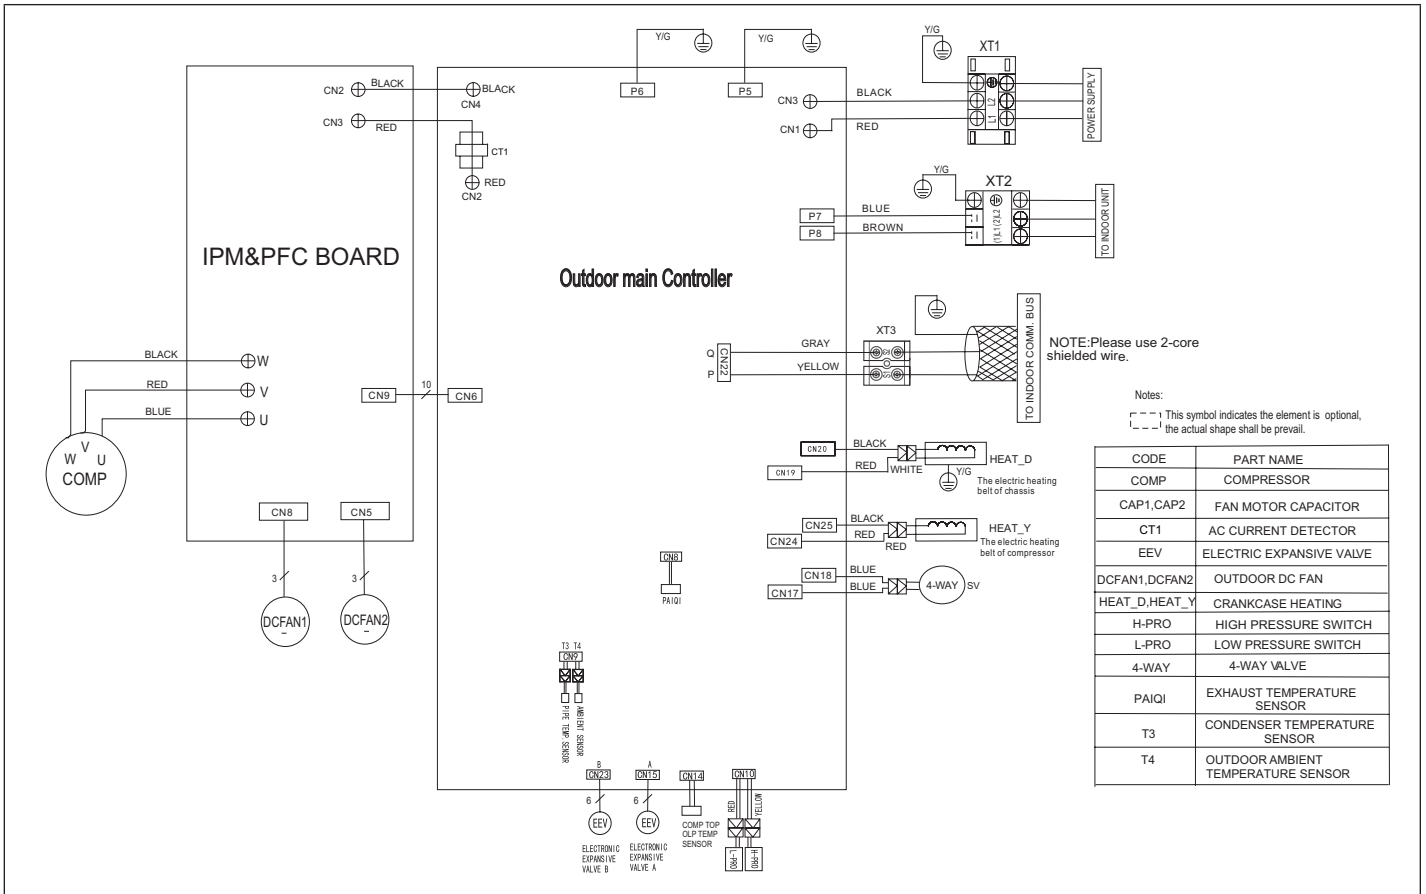 Y/G
Y/G
Y/G
XT1
P6
P5
CN2
BLACK
BLACK
CN4
CN3
RED
CT1
RED
CN2
CN3
BLACK
CN1
RED
L2
L1
POWER SUPPLY
Y/G
XT2
P7
BLUE
P8
BROWN
(1)L1(2)L2
TO INDOOR UNIT
IPM&PFC BOARD
Outdoor main Controller
XT3
Q
P
CN22
GRAY
YELLOW
TO INDOOR COMM. BUS
NOTE:Please use 2-core
shielded wire.
BLACK
W
RED
V
BLUE
U
W
V
U
COMP
CN9
10
CN6
CN20
BLACK
CN19
RED
WHITE
Y/G
HEAT_D
The electric heating
belt of chassis
CN25
BLACK
CN24
RED
RED
HEAT_Y
The electric heating
belt of compressor
CN18
BLUE
CN17
BLUE
4-WAY
SV
CN8
CN5
3
3
DCFAN1
DCFAN2
CN8
PAIQI
T3 T4
CN9
PIPE TEMP. SENSOR
AMBIENT SENSOR
B
CN23
A
CN15
CN14
CN10
6
6
EEV
EEV
ELECTRONIC
EXPANSIVE
VALVE B
ELECTRONIC
EXPANSIVE
VALVE A
COMP TOP
OLP TEMP
SENSOR
RED
YELLOW
L-PRO
H-PRO
Notes:
This symbol indicates the element is optional,
the actual shape shall be prevail.
CODE PART NAME
COMP COMPRESSOR
CAP1,CAP2 FAN MOTOR CAPACITOR
CT1 AC CURRENT DETECTOR
EEV ELECTRIC EXPANSIVE VALVE
DCFAN1,DCFAN2 OUTDOOR DC FAN
HEAT_D,HEAT_Y CRANKCASE HEATING
H-PRO HIGH PRESSURE SWITCH
L-PRO LOW PRESSURE SWITCH
4-WAY 4-WAY VALVE
PAIQI EXHAUST TEMPERATURE
SENSOR
T3 CONDENSER TEMPERATURE
SENSOR
T4 OUTDOOR AMBIENT
TEMPERATURE SENSOR